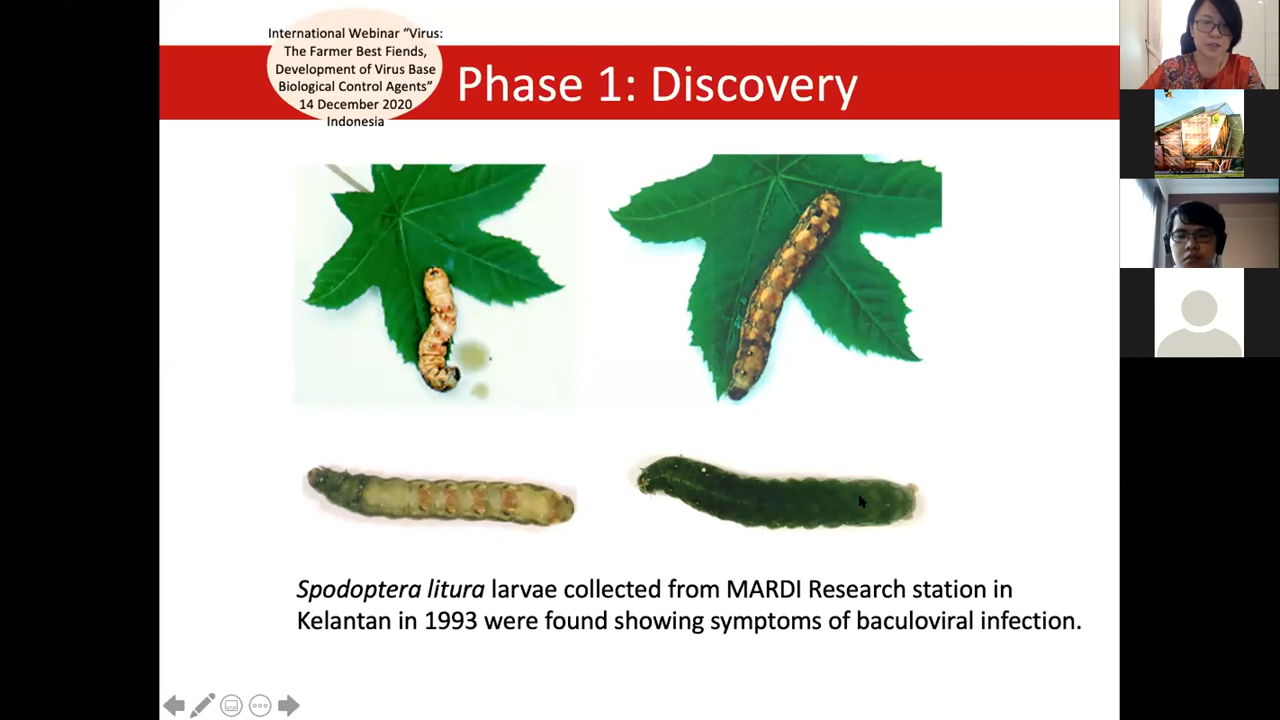 International Webinar “Virus:
The Farmer Best Fiends,
Development of Virus Base
Biological Control Agents”
14 December 2020
Indonesia
Phase 1: Discovery
Spodoptera litura larvae collected from MARDI Research station in
Kelantan in 1993 were found showing symptoms of baculoviral infection.